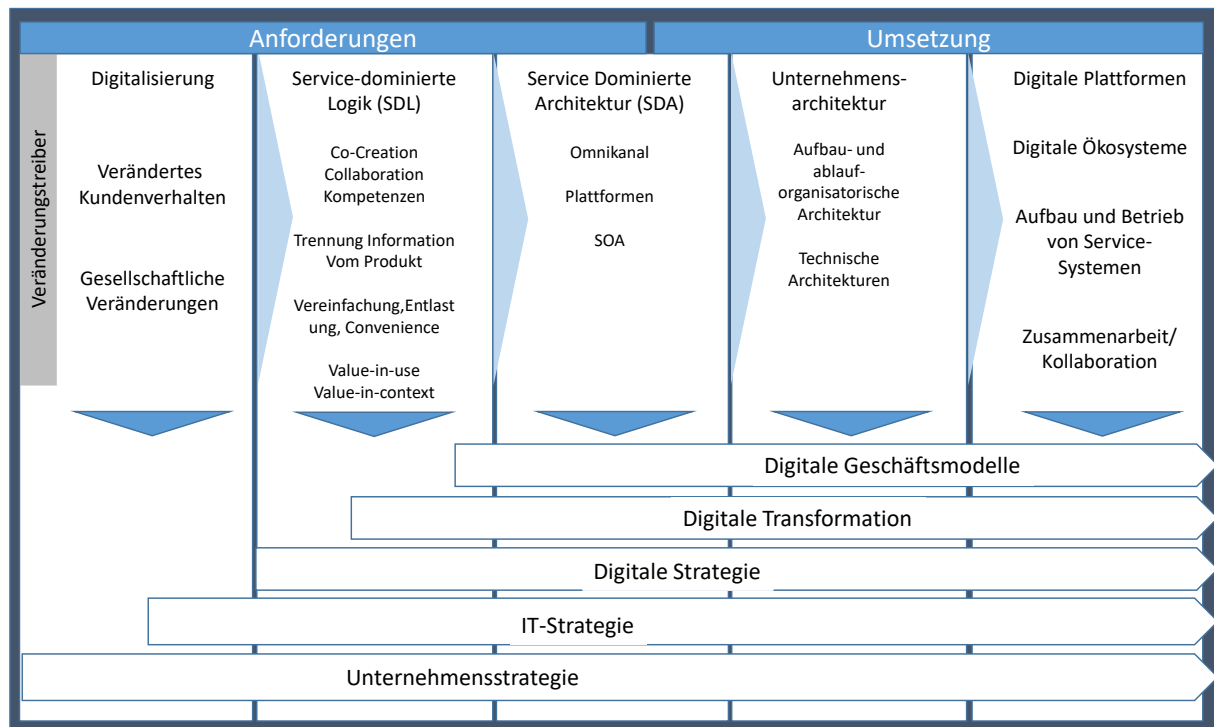 Anforderungen
Umsetzung
Veränderungstreiber
Digitalisierung
Verändertes
Kundenverhalten
Gesellschaftliche
Veränderungen
Service-dominierte
Logik (SDL)
Co-Creation
Collaboration
Kompetenzen
Trennung Information
Vom Produkt
Vereinfachung,Entlast
ung, Convenience
Value-in-use
Value-in-context
Service Dominierte
Architektur (SDA)
Omnikanal
Plattformen
SOA
Unternehmens-
architektur
Aufbau- und
ablauf-
organisatorische
Architektur
Technische
Architekturen
Digitale Plattformen
Digitale Ökosysteme
Aufbau und Betrieb
von Service-
Systemen
Zusammenarbeit/
Kollaboration
Digitale Geschäftsmodelle
Digitale Transformation
Digitale Strategie
IT-Strategie
Unternehmensstrategie